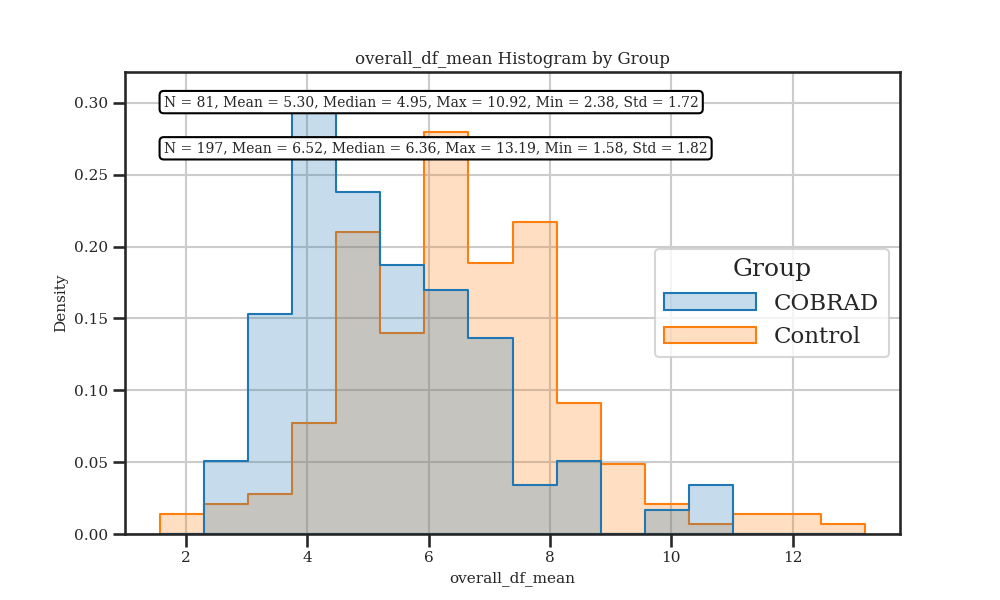 overall_df_mean Histogram by Group
N = 81, Mean = 5.30, Median = 4.95, Max = 10.92, Min = 2.38, Std = 1.72
N = 197, Mean = 6.52, Median = 6.36, Max = 13.19, Min = 1.58, Std = 1.82
0.30
0.25
0.20
0.15
0.10
0.05
0.00
Density
Group
COBRAD
Control
2 4 6 8 10 12
overall_df_mean